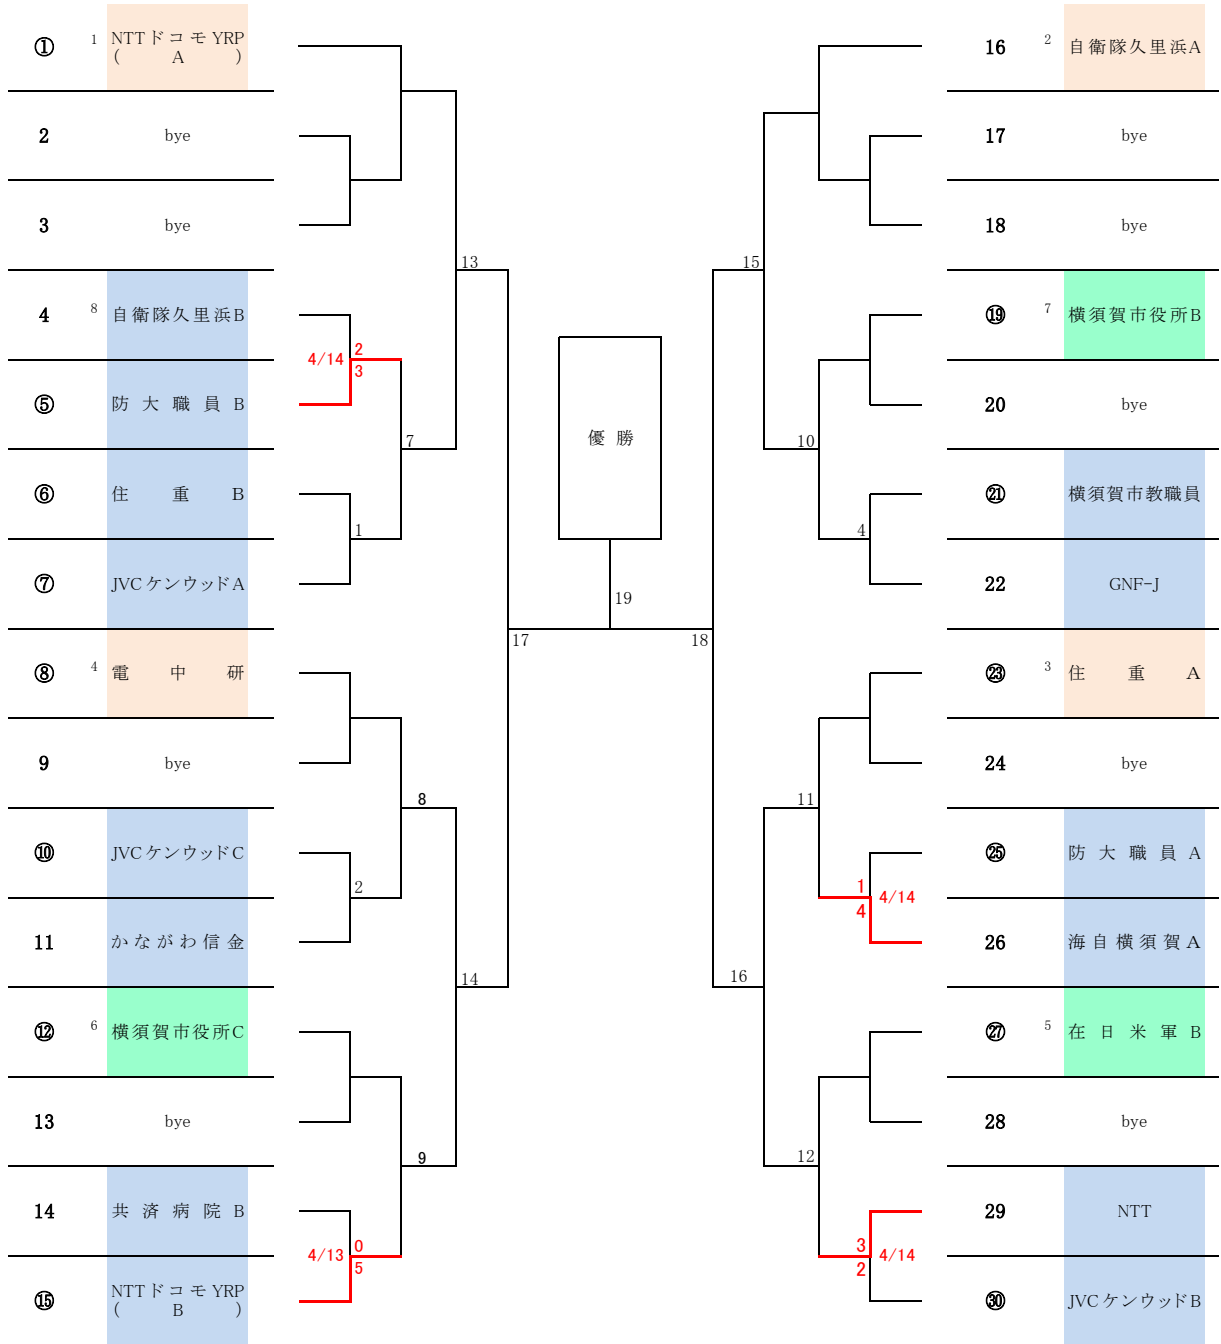 ① 1 NTTドコモYRP
( A )
2 bye
3 bye
4 8 自衛隊久里浜B
⑤ 防大職員B
⑥ 住重B
⑦ JVCケンウッドA
⑧ 4 電中研
9 bye
⑩ JVCケンウッドC
11 かながわ信金
⑫ 6 横須賀市役所C
13 bye
14 共済病院B
⑮ NTTドコモYRP
( B )
4/14 2
3
7
1
13
8
2
14
9
4/13 0
5
17
優勝
19
18
15
10
4
11
1 4/14
4
16
12
3 4/14
2
16 2 自衛隊久里浜A
17 bye
18 bye
⑲ 7 横須賀市役所B
20 bye
㉑ 横須賀市教職員
22 GNF-J
㉓ 3 住重A
24 bye
㉕ 防大職員A
26 海自横須賀A
㉗ 5 在日米軍B
28 bye
29 NTT
㉚ JVCケンウッドB